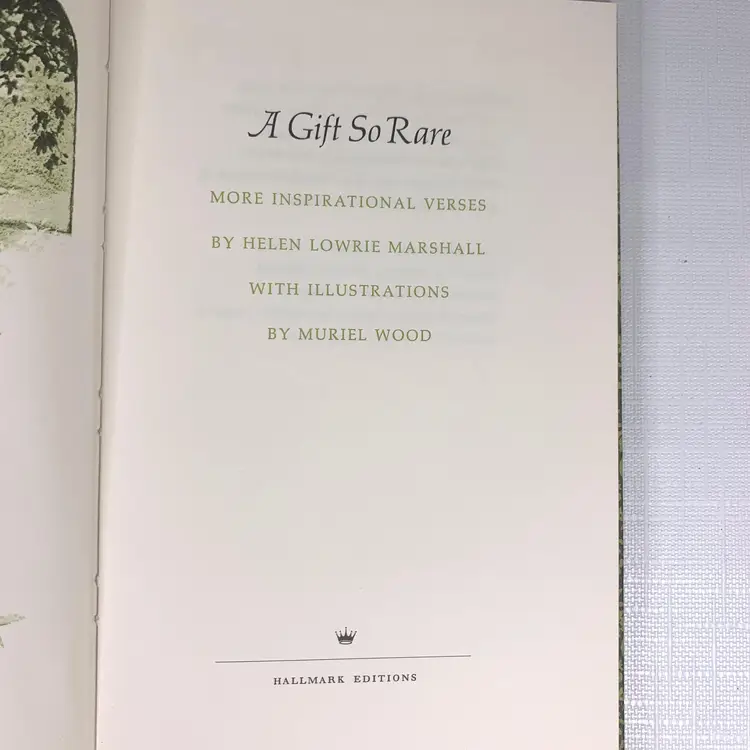 A Gift So Rare
MORE INSPIRATIONAL VERSES
BY HELEN LOWRIE MARSHALL
WITH ILLUSTRATIONS
BY MURIEL WOOD
HALLMARK EDITIONS